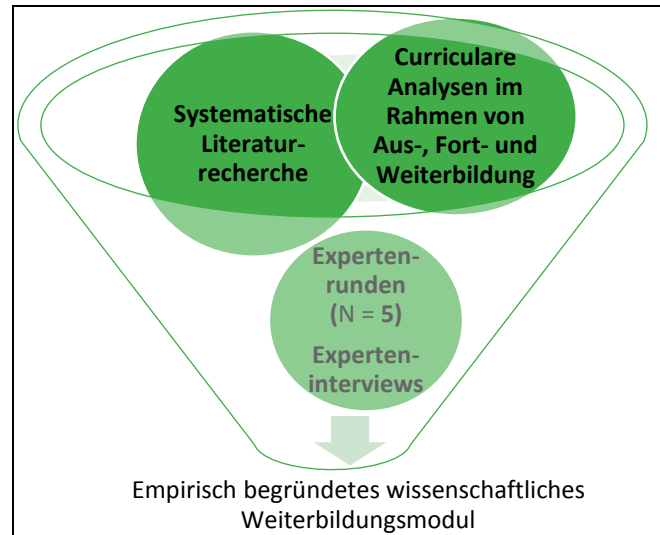 Systematische
Literatur-
recherche
Curriculare
Analysen im
Rahmen von
Aus-, Fort- und
Weiterbildung
Experten-
runden
(N = 5)
Experten-
interviews
Empirisch begründetes wissenschaftliches
Weiterbildungsmodul